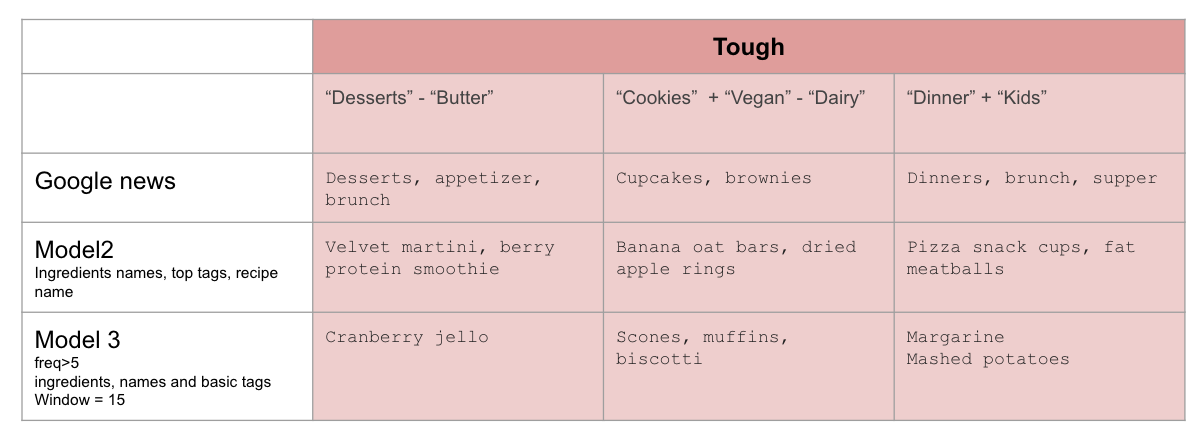 Tough
“Desserts” - “Butter”
“Cookies”  + “Vegan” - “Dairy”
“Dinner” + “Kids”
Google news
Desserts, appetizer,
brunch
Cupcakes, brownies
Dinners, brunch, supper
Model2
Ingredients names, top tags, recipe
name
Velvet martini, berry
protein smoothie
Banana oat bars, dried
apple rings
Pizza snack cups, fat
meatballs
Model 3
freq>5
ingredients, names and basic tags
Window = 15
Cranberry jello
Scones, muffins,
biscotti
Margarine
Mashed potatoes